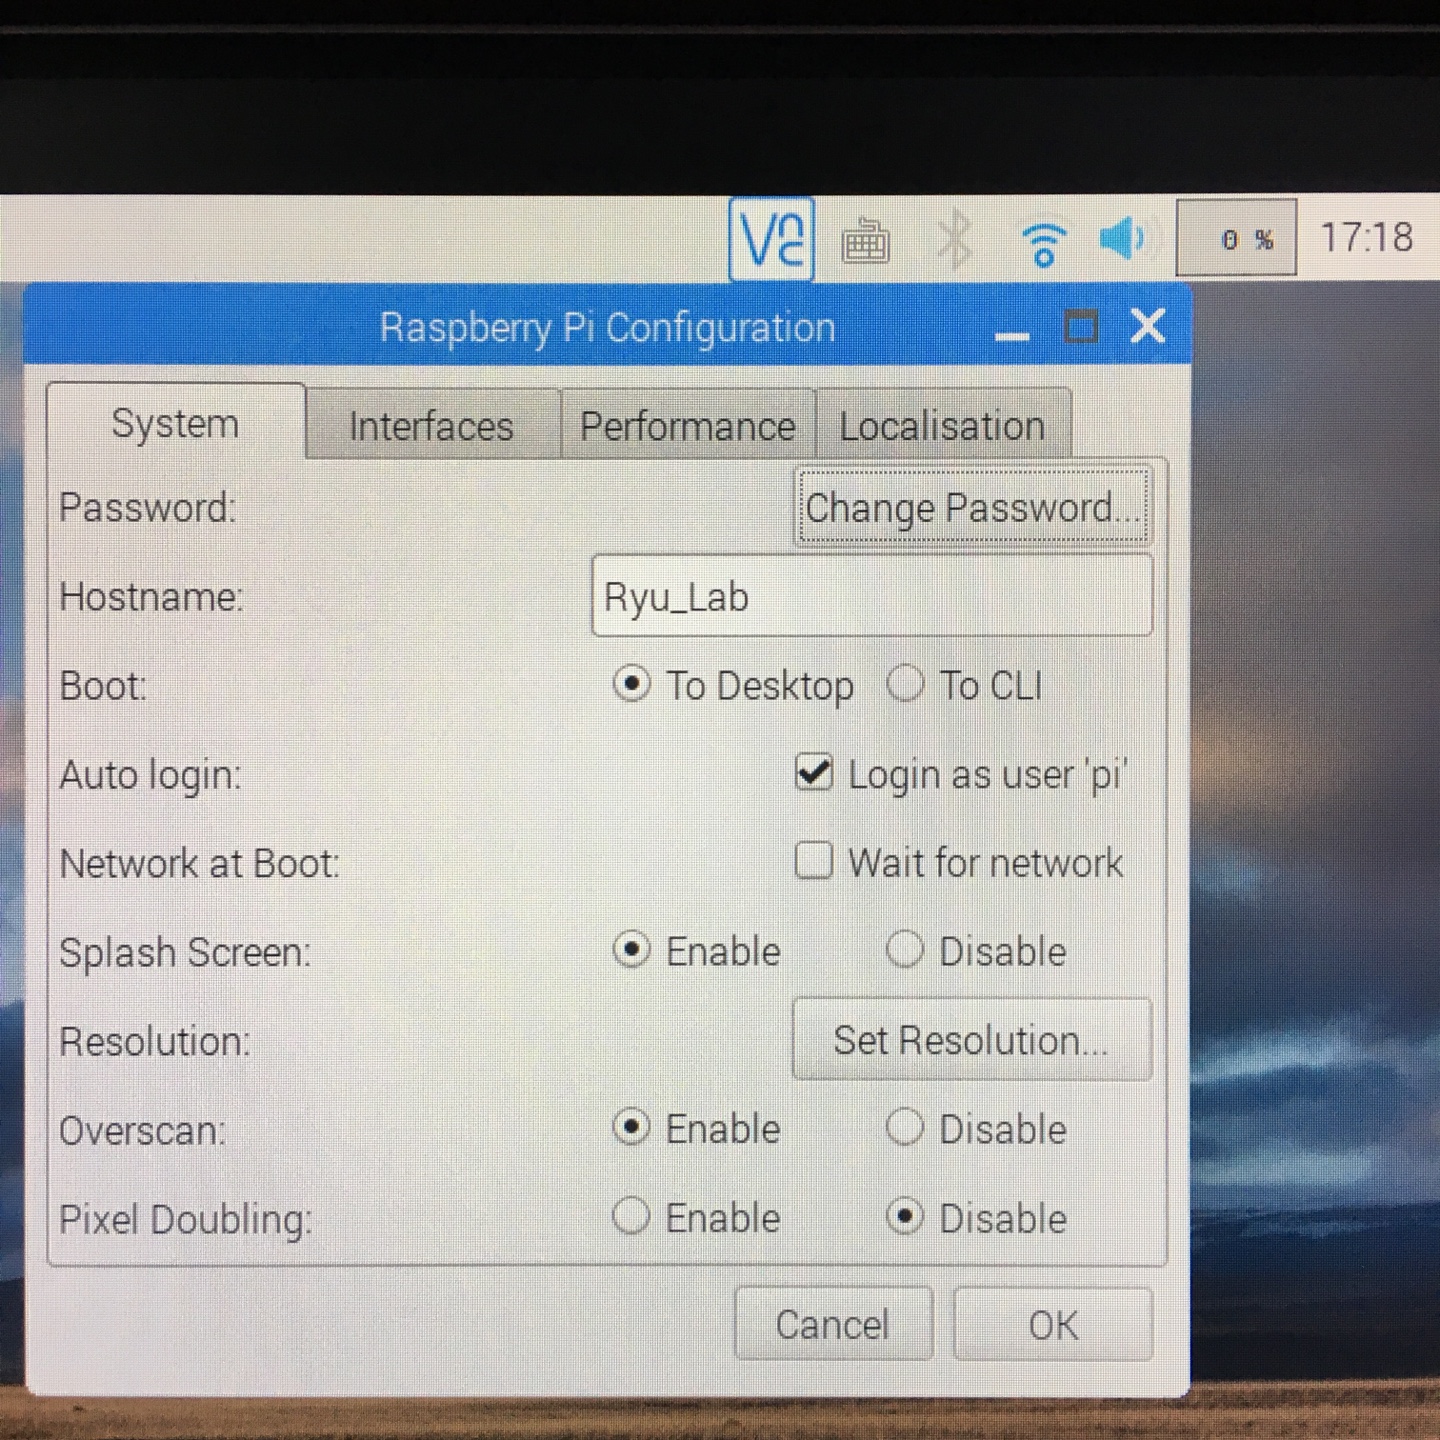 VNC
0 %
17:18
Raspberry Pi Configuration
System
Interfaces
Performance
Localisation
Password:
Change Password...
Hostname:
Ryu_Lab
Boot:
To Desktop
To CLI
Auto login:
Login as user 'pi'
Network at Boot:
Wait for network
Splash Screen:
Enable
Disable
Resolution:
Set Resolution...
Overscan:
Enable
Disable
Pixel Doubling:
Enable
Disable
Cancel
OK